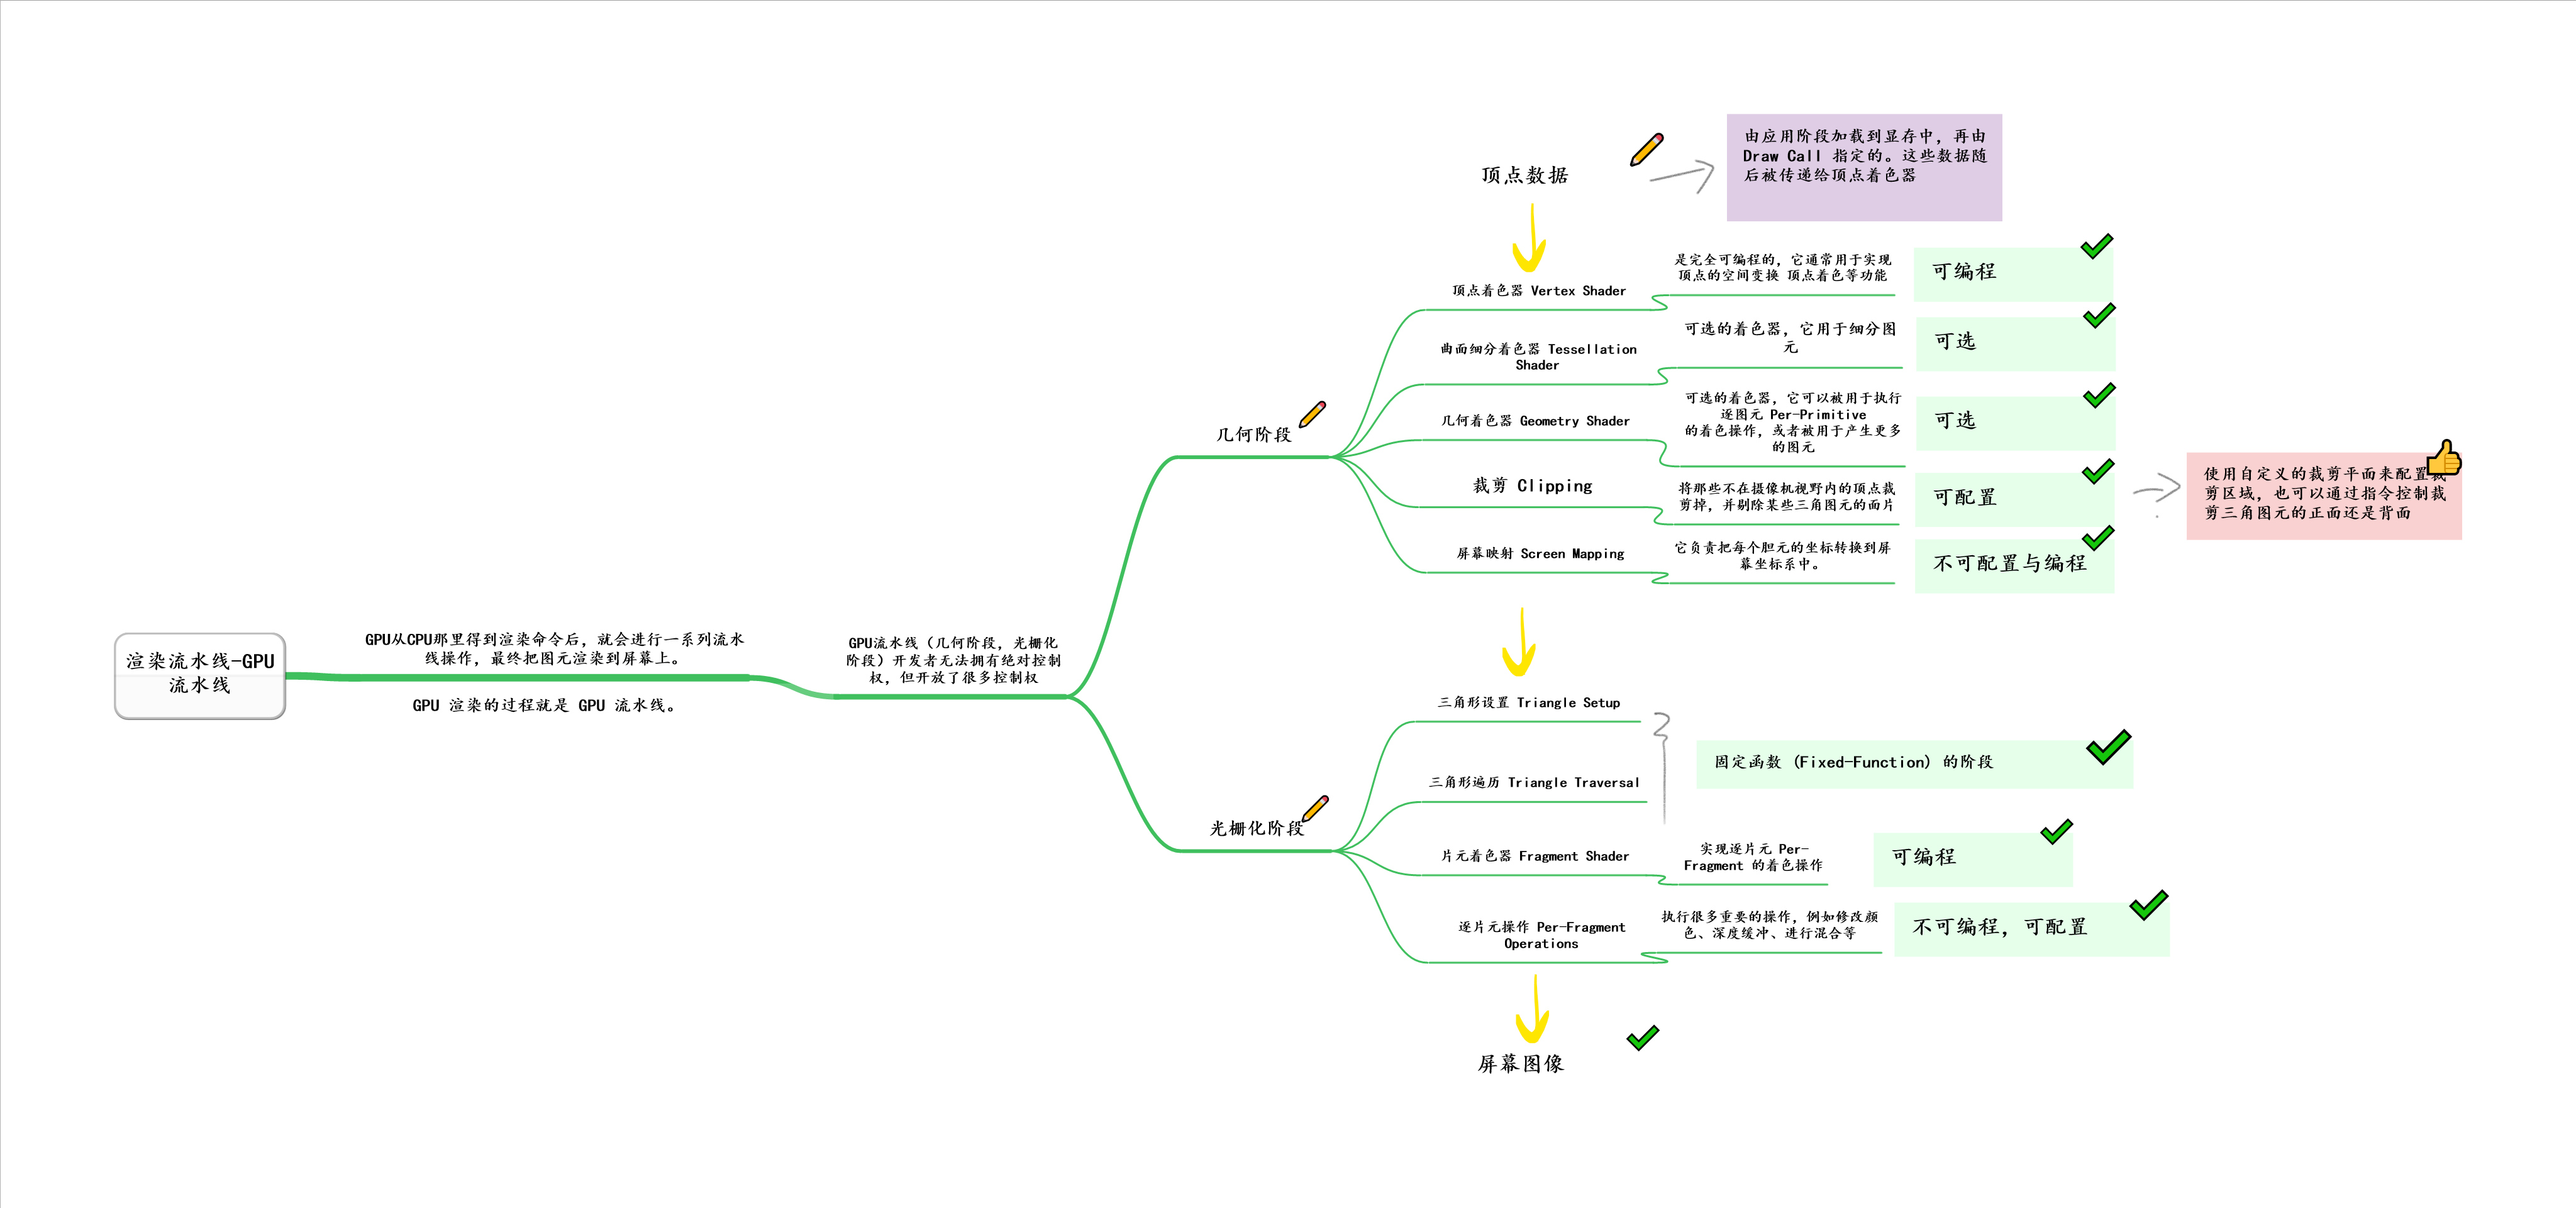 渲染流水线-GPU
流水线
GPU从CPU那里得到渲染命令后，就会进行一系列流水
线操作，最终把图元渲染到屏幕上。
GPU 渲染的过程就是 GPU 流水线。
GPU流水线（几何阶段，光栅化
阶段）开发者无法拥有绝对控制
权，但开放了很多控制权
几何阶段
顶点数据
由应用阶段加载到显存中，再由
Draw Call 指定的。这些数据随
后被传递给顶点着色器
顶点着色器 Vertex Shader
是完全可编程的，它通常用于实现
顶点的空间变换 顶点着色等功能
可编程
曲面细分着色器 Tessellation
Shader
可选的着色器，它用于细分图
元
可选
几何着色器 Geometry Shader
可选的着色器，它可以被用于执行
逐图元 Per-Primitive
的着色操作，或者被用于产生更多
的图元
可选
裁剪 Clipping
将那些不在摄像机视野内的顶点裁
剪掉，并剔除某些三角图元的面片
可配置
使用自定义的裁剪平面来配置裁
剪区域，也可以通过指令控制裁
剪三角图元的正面还是背面
屏幕映射 Screen Mapping
它负责把每个胆元的坐标转换到屏
幕坐标系中。
不可配置与编程
光栅化阶段
三角形设置 Triangle Setup
三角形遍历 Triangle Traversal
固定函数 (Fixed-Function) 的阶段
片元着色器 Fragment Shader
实现逐片元 Per-
Fragment 的着色操作
可编程
逐片元操作 Per-Fragment
Operations
执行很多重要的操作，例如修改颜
色、深度缓冲、进行混合等
不可编程，可配置
屏幕图像